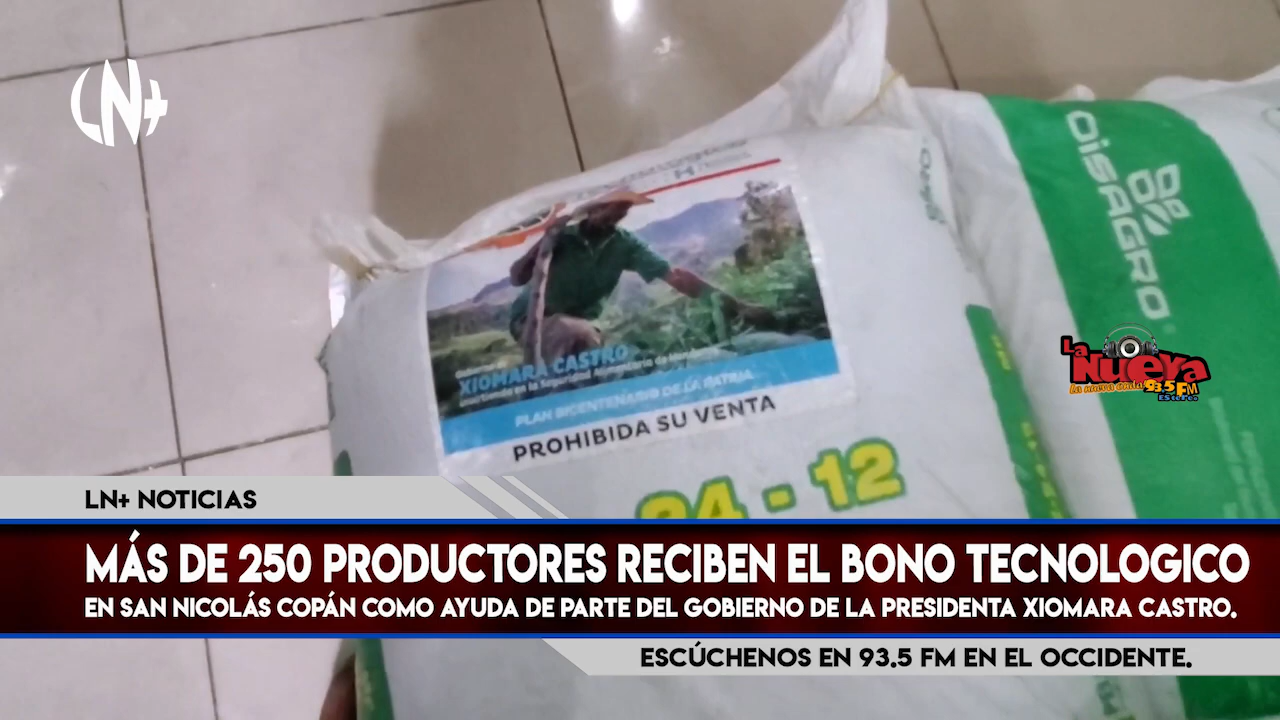 LN+
OISAGRO
XIOMARA CASTRO
PLAN BICENTENARIO DE LA PATRIA
PROHIBIDA SU VENTA
24 - 12
La Nueva
93.5 FM
LN+ NOTICIAS
MÁS DE 250 PRODUCTORES RECIBEN EL BONO TECNOLOGICO
EN SAN NICOLÁS COPÁN COMO AYUDA DE PARTE DEL GOBIERNO DE LA PRESIDENTA XIOMARA CASTRO.
ESCÚCHENOS EN 93.5 FM EN EL OCCIDENTE.